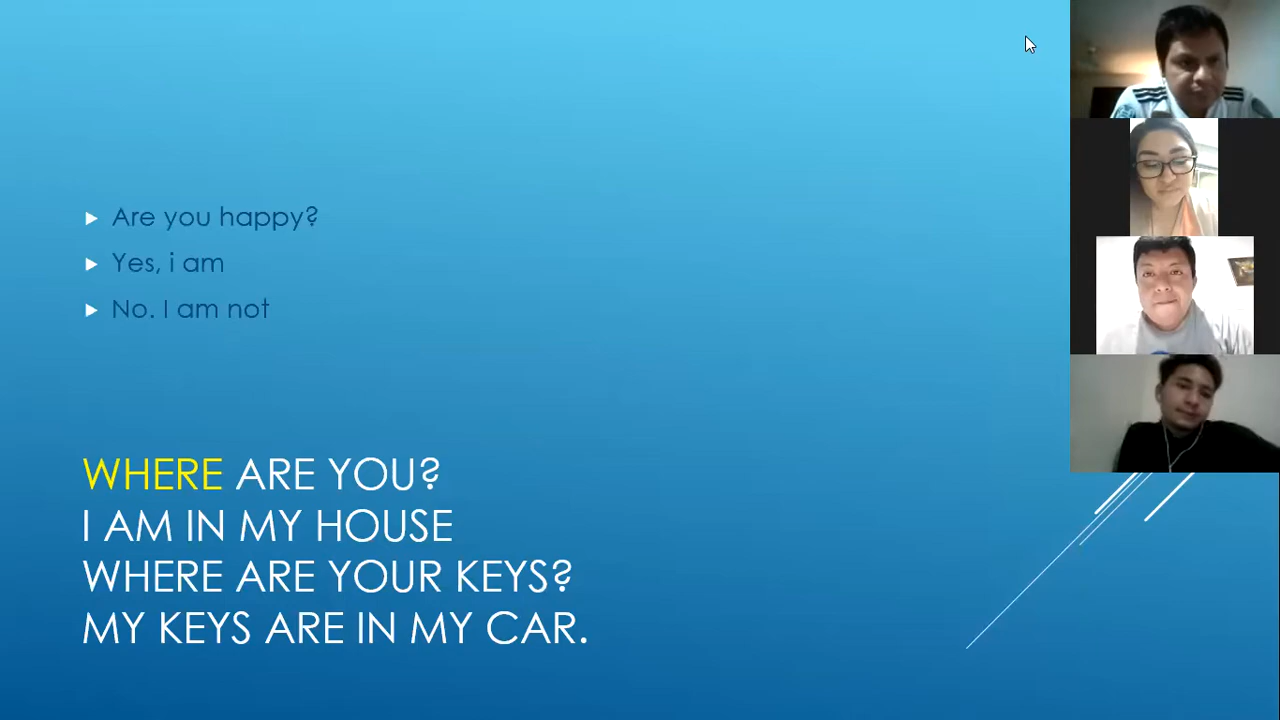 Are you happy?
Yes, i am
No. I am not
WHERE ARE YOU?
I AM IN MY HOUSE
WHERE ARE YOUR KEYS?
MY KEYS ARE IN MY CAR.